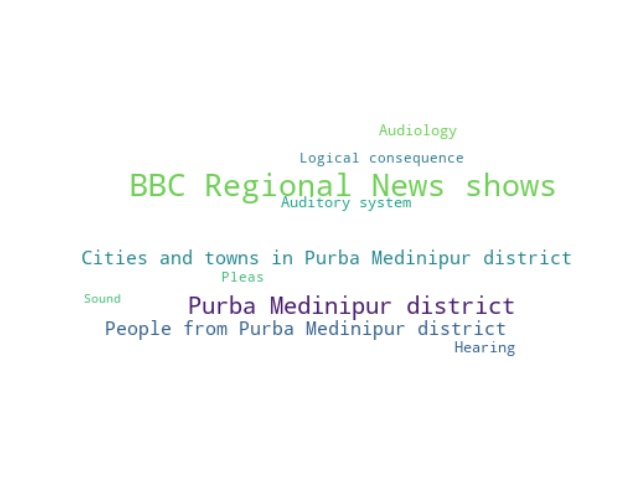 Audiology
Logical consequence
BBC Regional News shows
Auditory system
Cities and towns in Purba Medinipur district
Pleas
Sound
Purba Medinipur district
People from Purba Medinipur district
Hearing